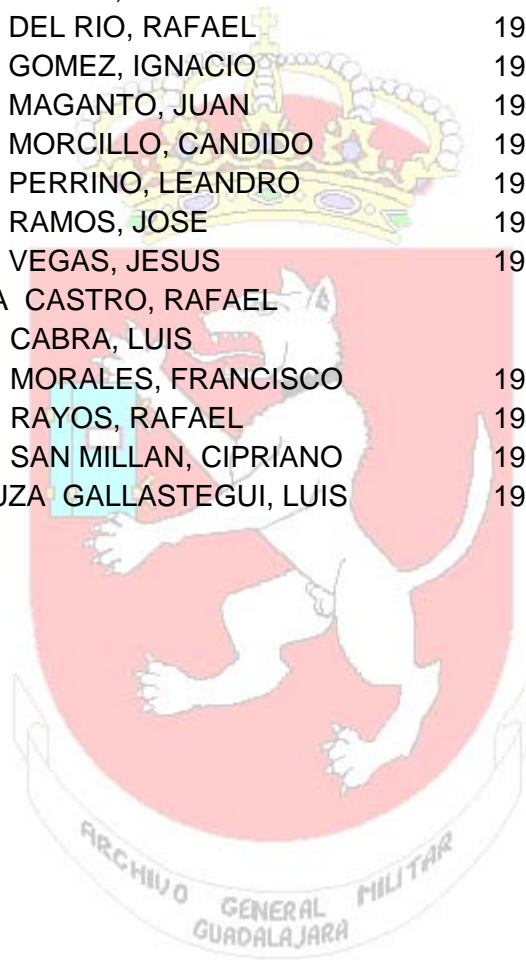 DEL RIO, RAFAEL 19
GOMEZ, IGNACIO 19
MAGANTO, JUAN 19
MORCILLO, CANDIDO 19
PERRINO, LEANDRO 19
RAMOS, JOSE 19
VEGAS, JESUS 19
A CASTRO, RAFAEL
CABRA, LUIS
MORALES, FRANCISCO 19
RAYOS, RAFAEL 19
SAN MILLAN, CIPRIANO 19
UZA GALLASTEGUI, LUIS 19
ARCHIVO GENERAL MILITAR
GUADALAJARA